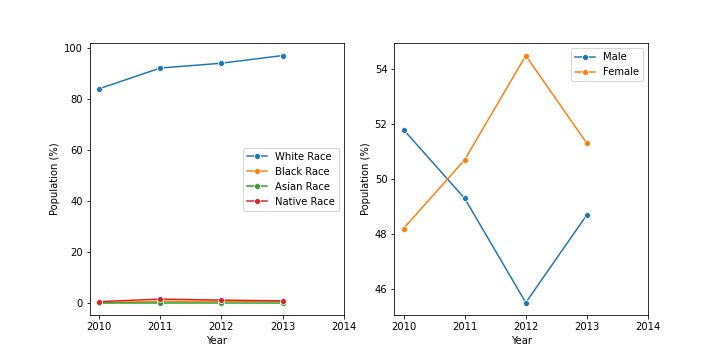 100
80
60
40
20
0
Population (%)
2010 2011 2012 2013 2014
Year
White Race
Black Race
Asian Race
Native Race
54
52
50
48
46
Population (%)
2010 2011 2012 2013 2014
Year
Male
Female